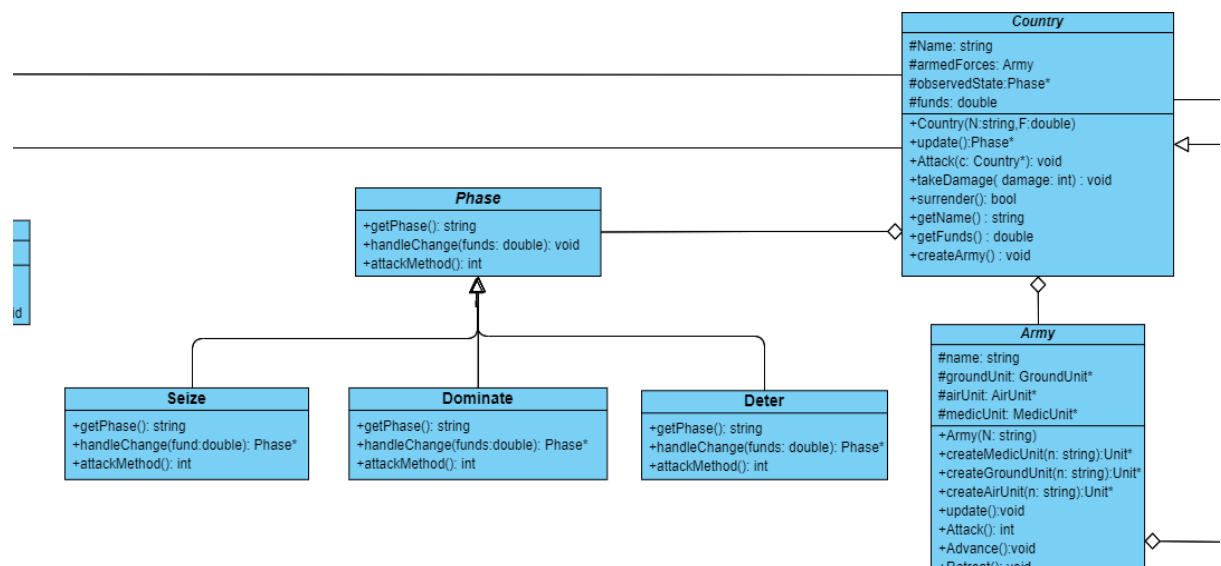 Country
#Name: string
#armedForces: Army
#observedState:Phase*
#funds: double
+Country(N:string,F:double)
+update():Phase*
+Attack(c: Country*): void
+takeDamage( damage: int) : void
+surrender(): bool
+getName() : string
+getFunds() : double
+createArmy() : void
Phase
+getPhase(): string
+handleChange(funds: double): void
+attackMethod(): int
id
Seize
+getPhase(): string
+handleChange(fund:double): Phase*
+attackMethod(): int
Dominate
+getPhase(): string
+handleChange(funds:double): Phase*
+attackMethod(): int
Deter
+getPhase(): string
+handleChange(funds: double): Phase*
+attackMethod(): int
Army
#name: string
#groundUnit: GroundUnit*
#airUnit: AirUnit*
#medicUnit: MedicUnit*
+Army(N: string)
+createMedicUnit(n: string):Unit*
+createGroundUnit(n: string):Unit*
+createAirUnit(n: string):Unit*
+update():void
+Attack(): int
+Advance():void
+Retreat(): void